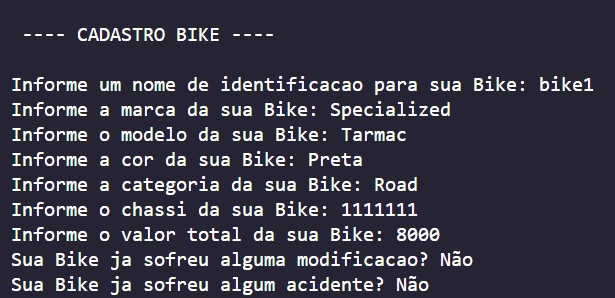 ---- CADASTRO BIKE ----
Informe um nome de identificacao para sua Bike: bike1
Informe a marca da sua Bike: Specialized
Informe o modelo da sua Bike: Tarmac
Informe a cor da sua Bike: Preta
Informe a categoria da sua Bike: Road
Informe o chassi da sua Bike: 1111111
Informe o valor total da sua Bike: 8000
Sua Bike ja sofreu alguma modificacao? Não
Sua Bike ja sofreu algum acidente? Não